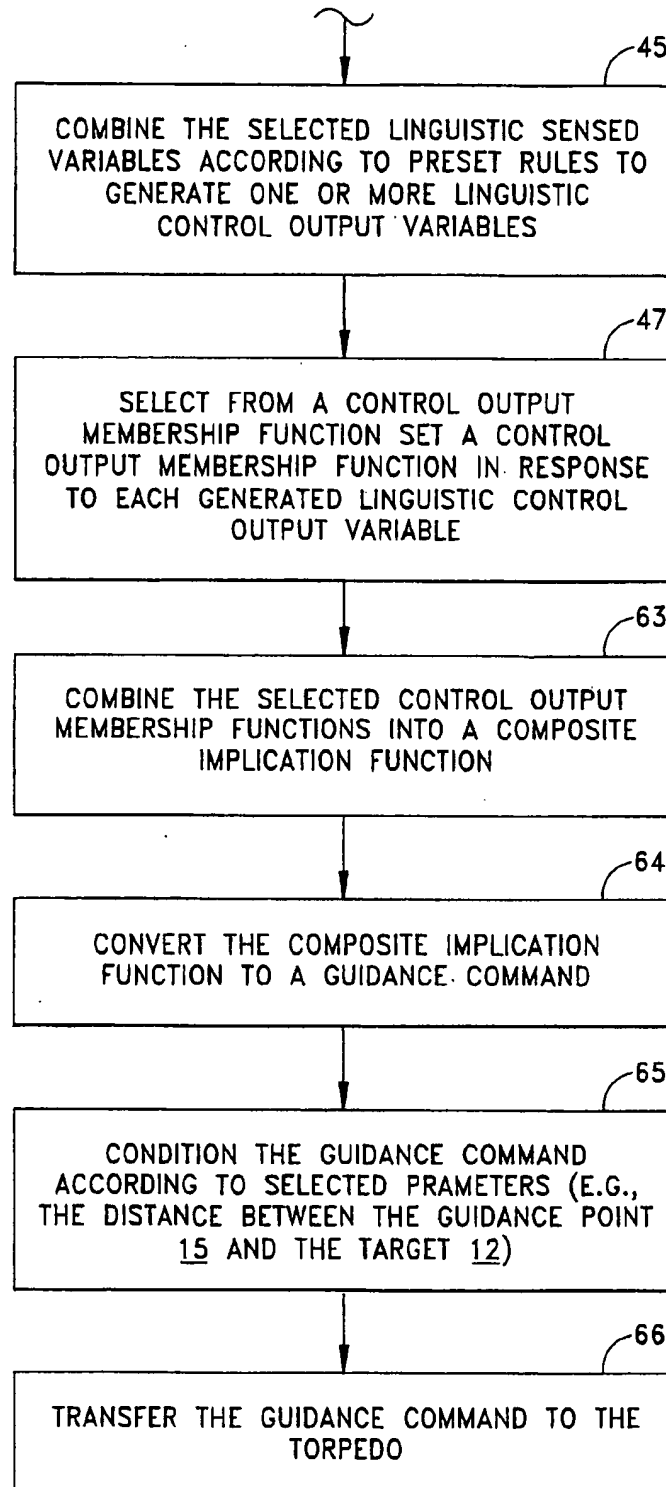 45
COMBINE THE SELECTED LINGUISTIC SENSED
VARIABLES ACCORDING TO PRESET RULES TO
GENERATE ONE OR MORE LINGUISTIC
CONTROL OUTPUT VARIABLES
47
SELECT FROM A CONTROL OUTPUT
MEMBERSHIP FUNCTION SET A CONTROL
OUTPUT MEMBERSHIP FUNCTION IN RESPONSE
TO EACH GENERATED LINGUISTIC CONTROL
OUTPUT VARIABLE
63
COMBINE THE SELECTED CONTROL OUTPUT
MEMBERSHIP FUNCTIONS INTO A COMPOSITE
IMPLICATION FUNCTION
64
CONVERT THE COMPOSITE IMPLICATION
FUNCTION TO A GUIDANCE COMMAND
65
CONDITION THE GUIDANCE COMMAND
ACCORDING TO SELECTED PRAMETERS (E.G.,
THE DISTANCE BETWEEN THE GUIDANCE POINT
15 AND THE TARGET 12)
66
TRANSFER THE GUIDANCE COMMAND TO THE
TORPEDO